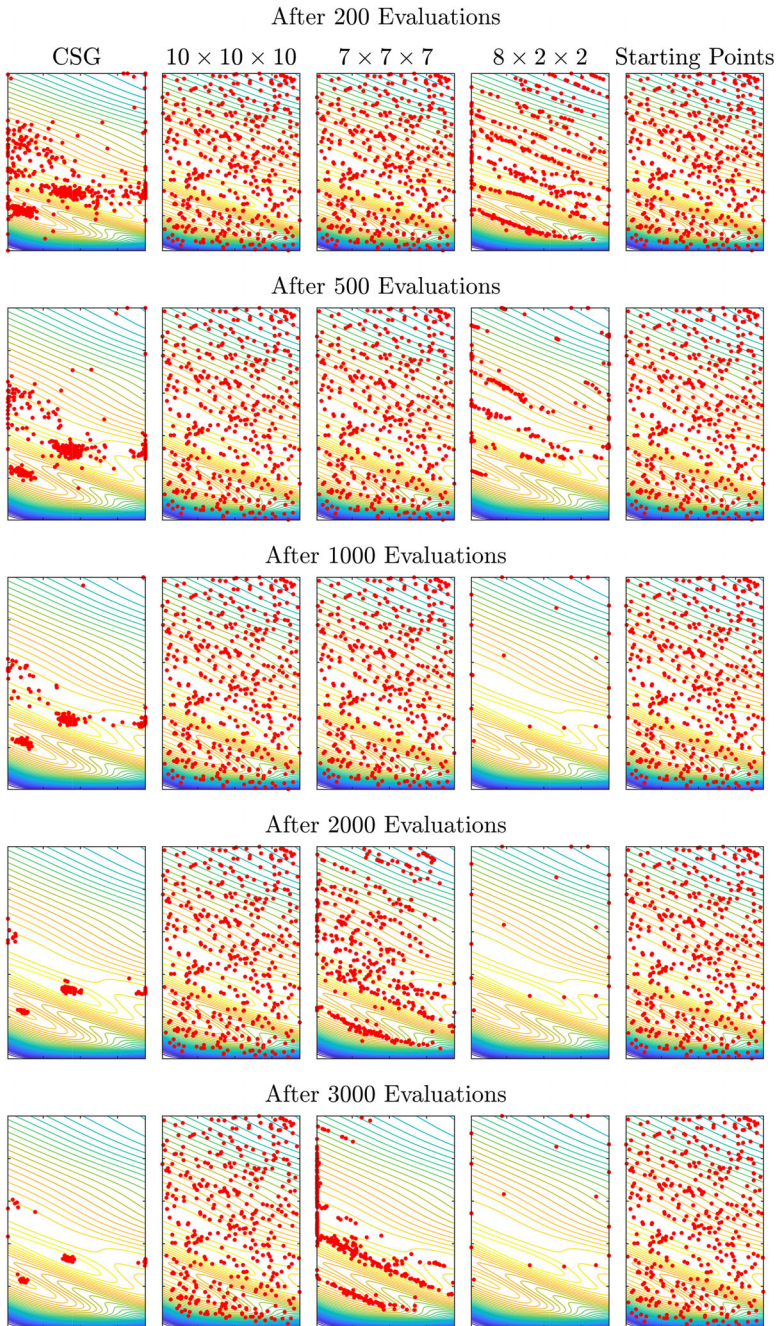 After 200 Evaluations
CSG 10 × 10 × 10 7 × 7 × 7 8 × 2 × 2 Starting Points
After 500 Evaluations
After 1000 Evaluations
After 2000 Evaluations
After 3000 Evaluations